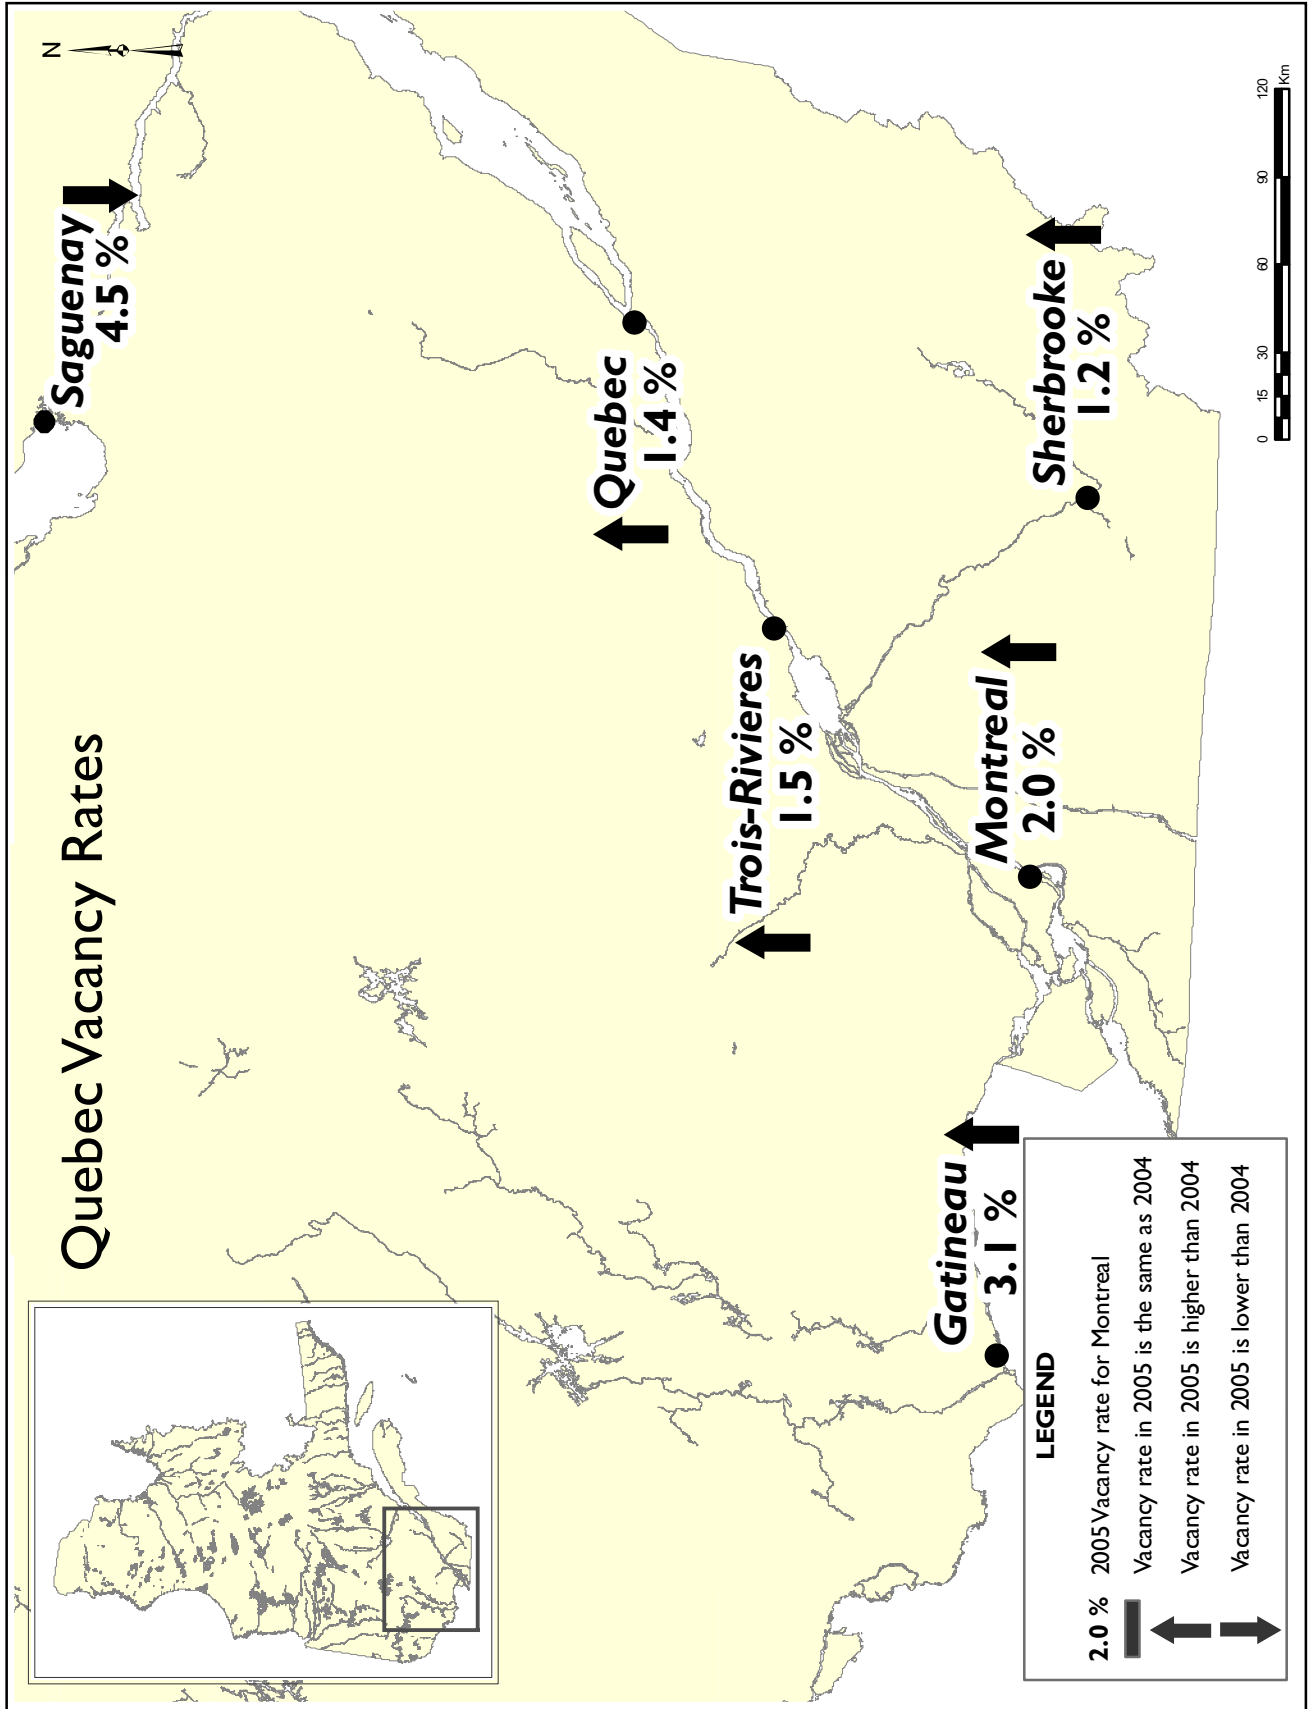 Quebec Vacancy Rates
N
Saguenay
4.5 %
Quebec
1.4 %
Trois-Rivieres
1.5 %
Sherbrooke
1.2 %
Montreal
2.0 %
Gatineau
3.1 %
LEGEND
2.0 % 2005 Vacancy rate for Montreal
Vacancy rate in 2005 is the same as 2004
Vacancy rate in 2005 is higher than 2004
Vacancy rate in 2005 is lower than 2004
0 15 30 60 90 120
Km